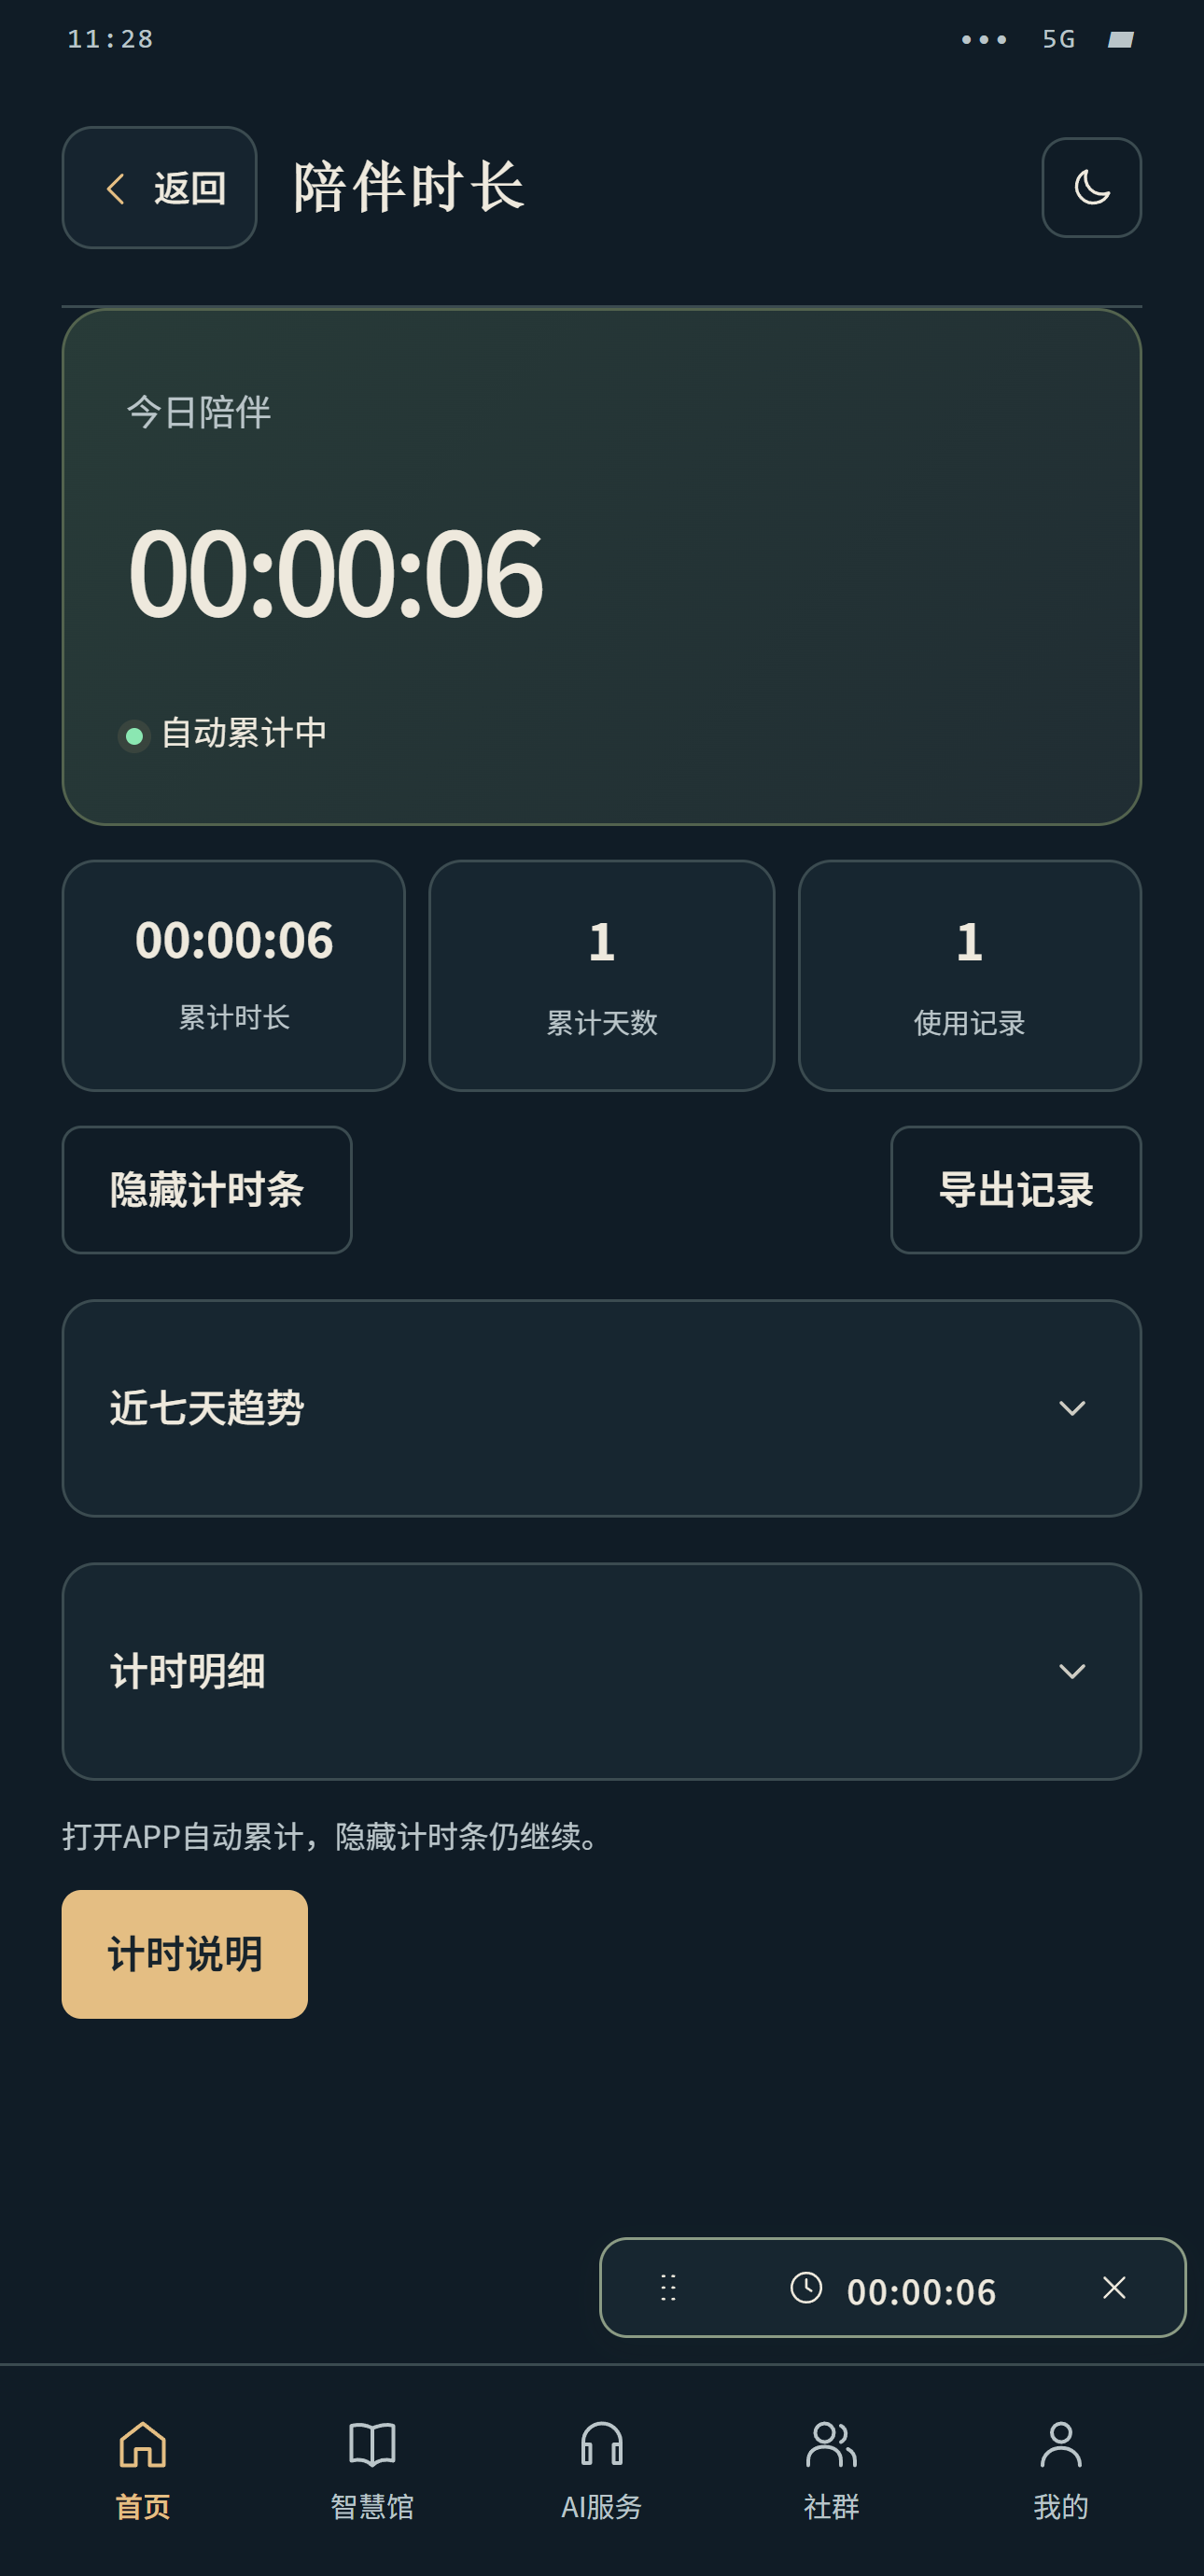 11:28
5G
返回
陪伴时长
今日陪伴
00:00:06
自动累计中
00:00:06
累计时长
1
累计天数
1
使用记录
隐藏计时条
导出记录
近七天趋势
计时明细
打开APP自动累计，隐藏计时条仍继续。
计时说明
00:00:06
首页
智慧馆
AI服务
社群
我的